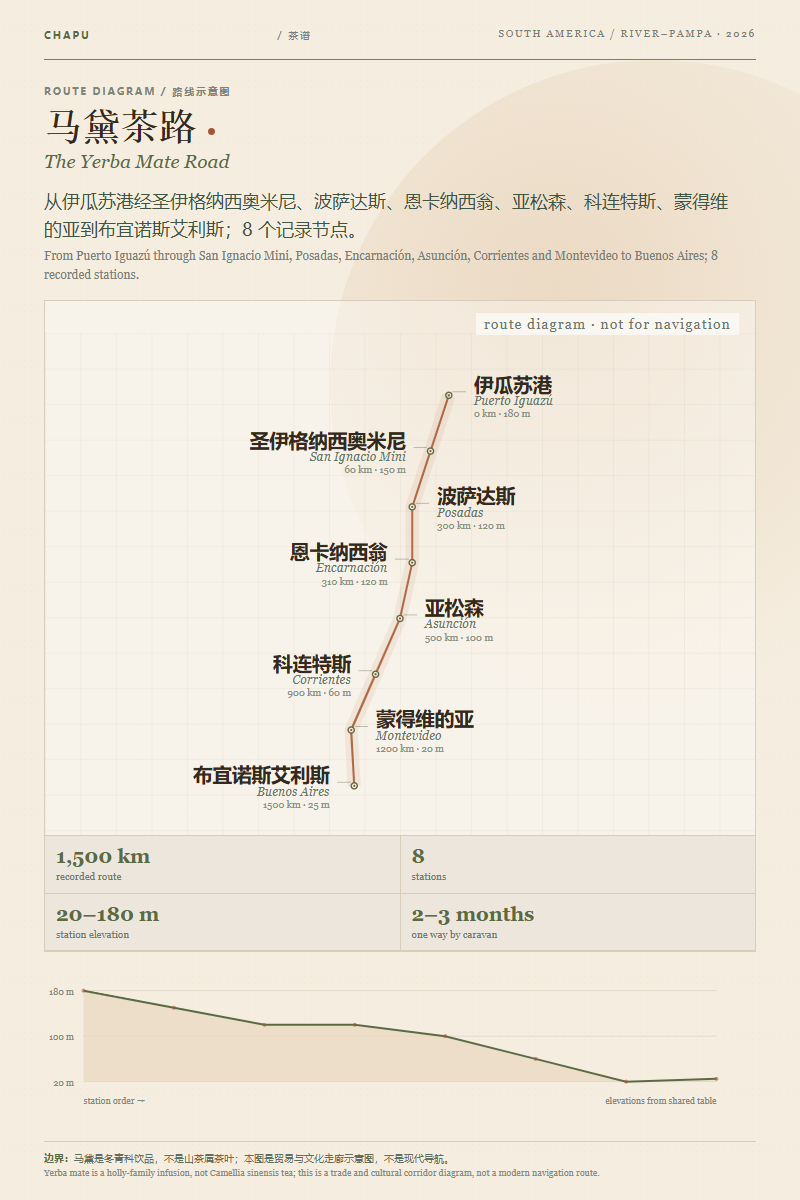 CHAPU
/ 茶谱
SOUTH AMERICA / RIVER–PAMPA · 2026
ROUTE DIAGRAM / 路线示意图
马黛茶路
The Yerba Mate Road
从伊瓜苏港经圣伊格纳西奥米尼、波萨达斯、恩卡纳西翁、亚松森、科连特斯、蒙得维
的亚到布宜诺斯艾利斯；8 个记录节点。
From Puerto Iguazú through San Ignacio Mini, Posadas, Encarnación, Asunción, Corrientes and Montevideo to Buenos Aires; 8
recorded stations.
route diagram · not for navigation
伊瓜苏港
Puerto Iguazú
0 km · 180 m
圣伊格纳西奥米尼
San Ignacio Mini
60 km · 150 m
波萨达斯
Posadas
300 km · 120 m
恩卡纳西翁
Encarnación
310 km · 120 m
亚松森
Asunción
500 km · 100 m
科连特斯
Corrientes
900 km · 60 m
蒙得维的亚
Montevideo
1200 km · 20 m
布宜诺斯艾利斯
Buenos Aires
1500 km · 25 m
1,500 km
recorded route
8
stations
20–180 m
station elevation
2–3 months
one way by caravan
180 m
100 m
20 m
station order →
elevations from shared table
边界：马黛是冬青科饮品，不是山茶属茶叶；本图是贸易与文化走廊示意图，不是现代导航。
Yerba mate is a holly-family infusion, not Camellia sinensis tea; this is a trade and cultural corridor diagram, not a modern navigation route.